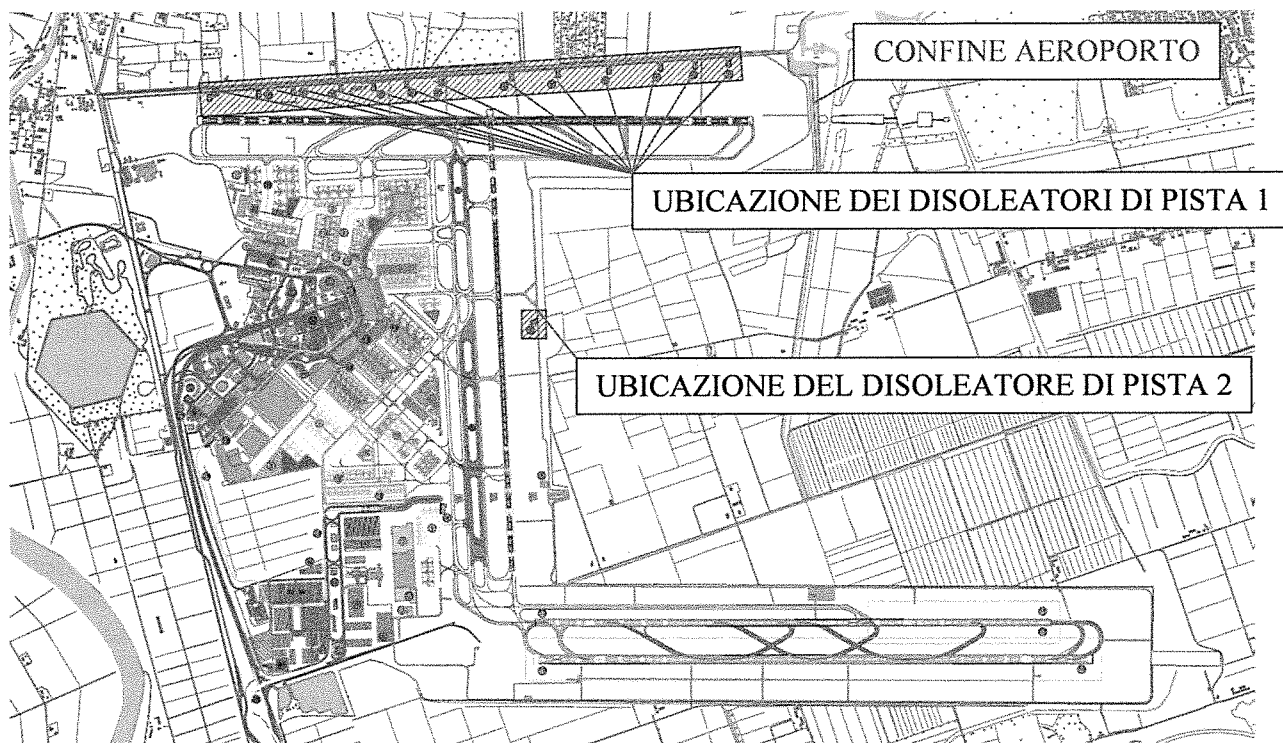 CONFINE AEROPORTO
UBICAZIONE DEI DISOLEATORI DI PISTA 1
UBICAZIONE DEL DISOLEATORE DI PISTA 2